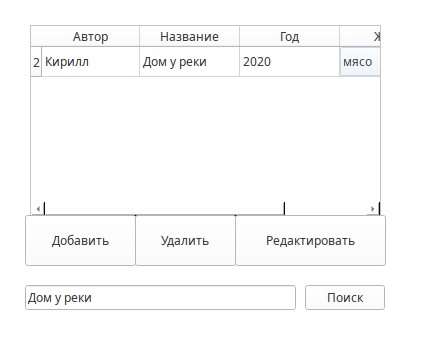 Автор Название Год Ж
2 Кирилл Дом у реки 2020 мясо
Добавить Удалить Редактировать
Дом у реки Поиск